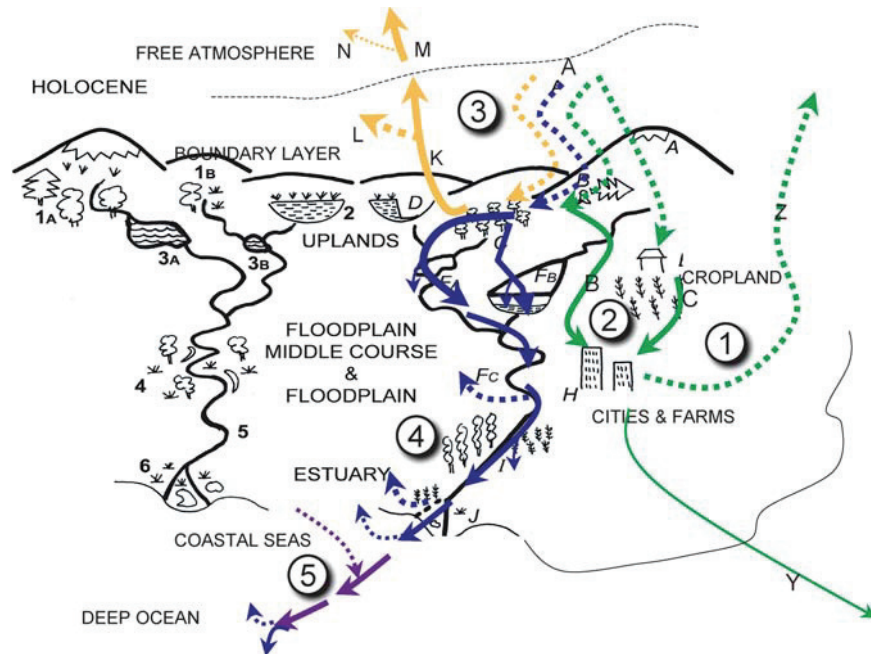 N
M
FREE ATMOSPHERE
A
HOLOCENE
3
L
BOUNDARY LAYER
K
A
1B
B
1A
D
2
Z
UPLANDS
C
3A
3B
FB
E
B
CROPLAND
C
2
1
FLOODPLAIN
MIDDLE COURSE
&
FLOODPLAIN
FC
H
4
CITIES & FARMS
4
5
I
6
ESTUARY
J
COASTAL SEAS
5
Y
DEEP OCEAN